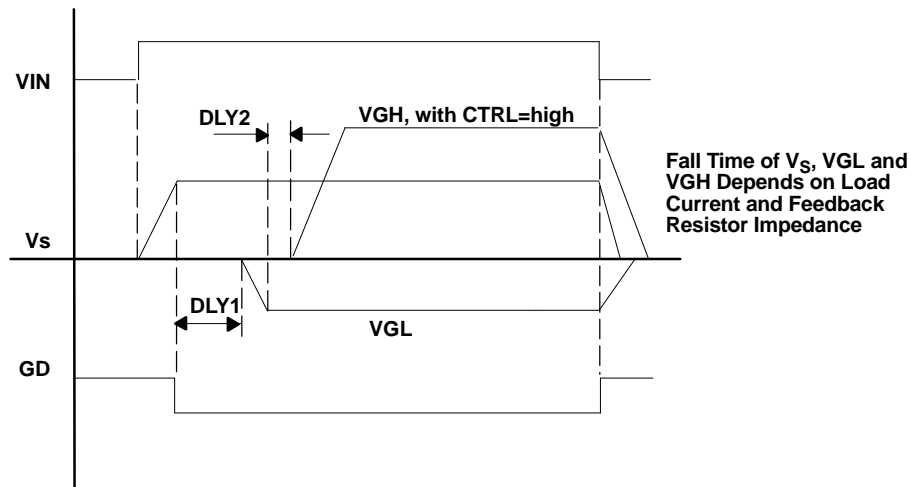 VIN
DLY2
VGH, with CTRL=high
Fall Time of VS, VGL and
VGH Depends on Load
Current and Feedback
Resistor Impedance
Vs
DLY1
VGL
GD